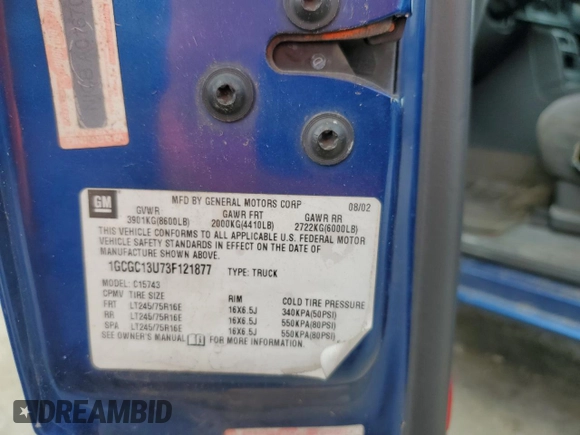 GM
MFD BY GENERAL MOTORS CORP 08/02
GVWR GAWR FRT GAWR RR
3901KG(8600LB) 2000KG(4410LB) 2722KG(6000LB)
THIS VEHICLE CONFORMS TO ALL APPLICABLE U.S. FEDERAL MOTOR
VEHICLE SAFETY STANDARDS IN EFFECT ON THE DATE OF
MANUFACTURE SHOWN ABOVE.
1GCGC13U73F121877 TYPE: TRUCK
MODEL: C15743
CPMV TIRE SIZE RIM COLD TIRE PRESSURE
FRT LT245/75R16E 16X6.5J 340KPA(50PSI)
RR LT245/75R16E 16X6.5J 550KPA(80PSI)
SPA LT245/75R16E 16X6.5J 550KPA(80PSI)
SEE OWNER'S MANUAL FOR MORE INFORMATION.
DREAMBID